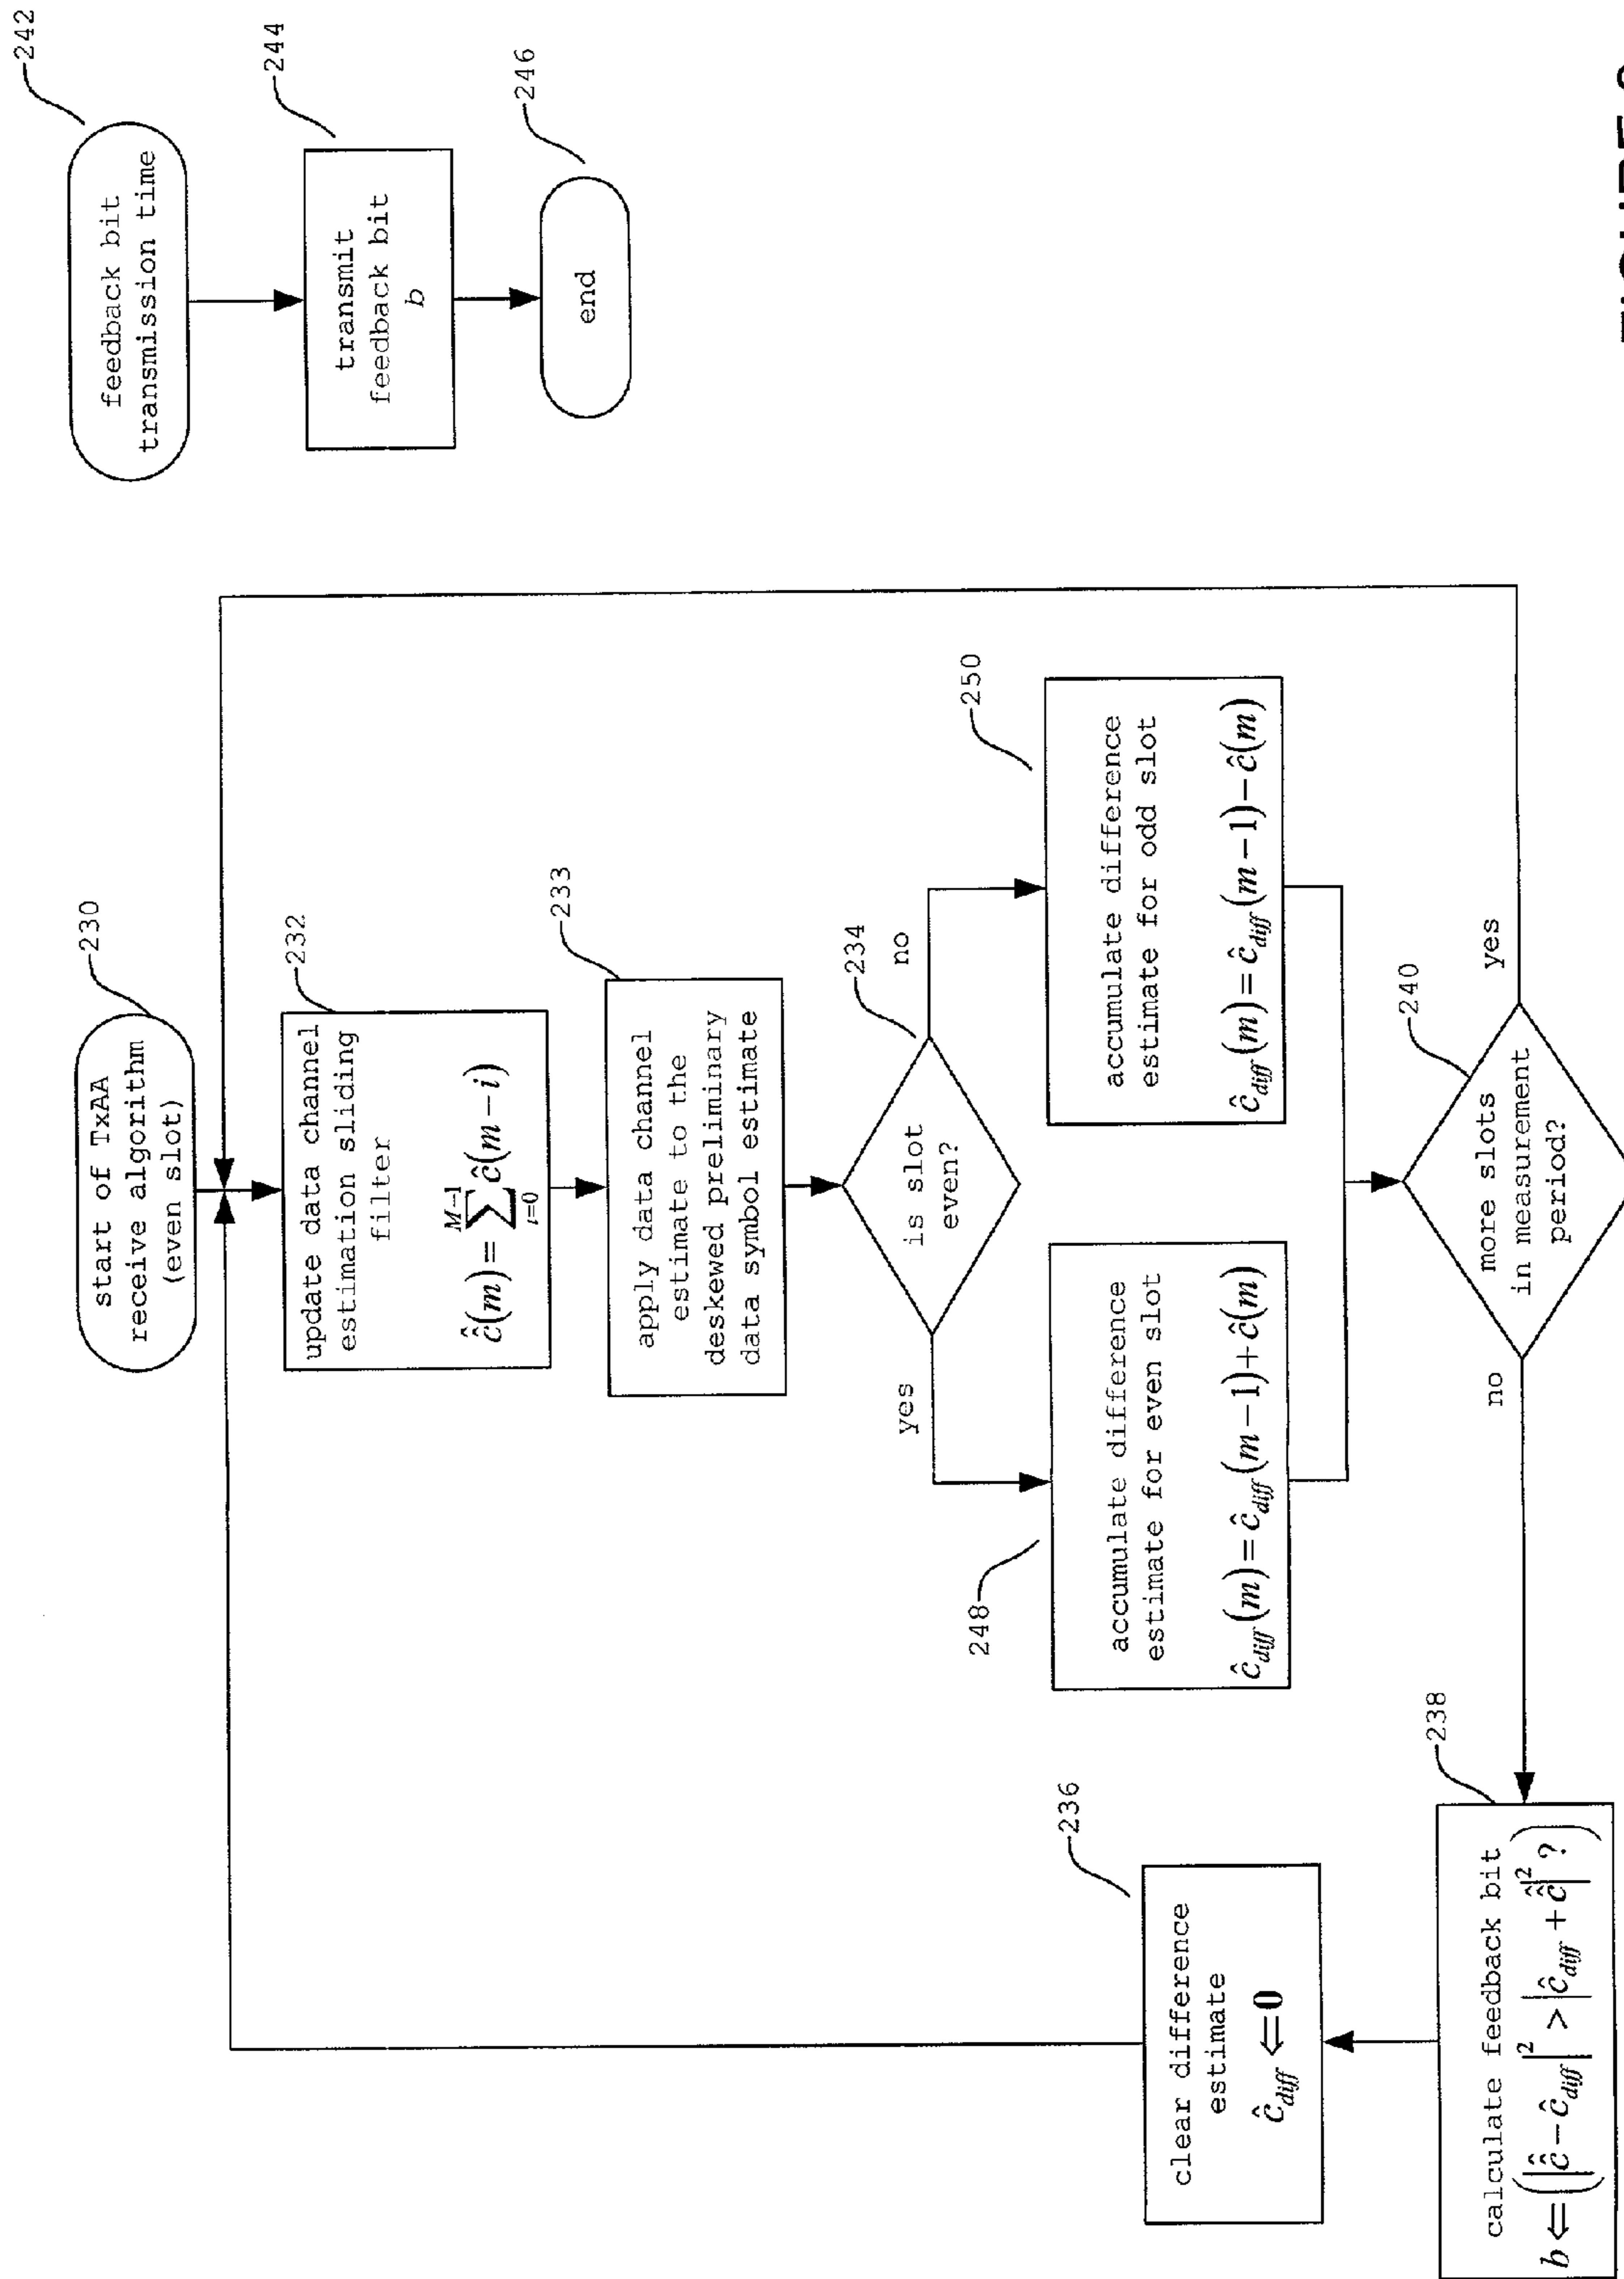 start of TxAA
receive algorithm
(even slot)
230
update data channel
estimation sliding
filter
ĉ(m) = ∑_{i=0}^{M-1} ĉ(m − i)
232
apply data channel
estimate to the
deskewed preliminary
data symbol estimate
233
is slot
even?
234
yes
no
accumulate difference
estimate for even slot
ĉ_diff(m) = ĉ_diff(m − 1) + ĉ(m)
248
accumulate difference
estimate for odd slot
ĉ_diff(m) = ĉ_diff(m − 1) − ĉ(m)
250
more slots
in measurement
period?
240
no
yes
calculate feedback bit
b ⇐ (|ĉ − ĉ_diff|² > |ĉ_diff + ĉ|² ?)
238
clear difference
estimate
ĉ_diff ⇐ 0
236
feedback bit
transmission time
242
transmit
feedback bit
b
244
end
246